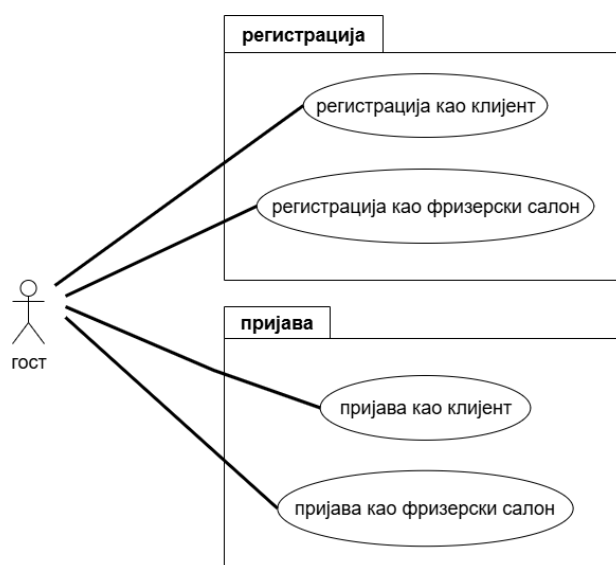 регистрација
регистрација као клијент
регистрација као фризерски салон
гост
пријава
пријава као клијент
пријава као фризерски салон